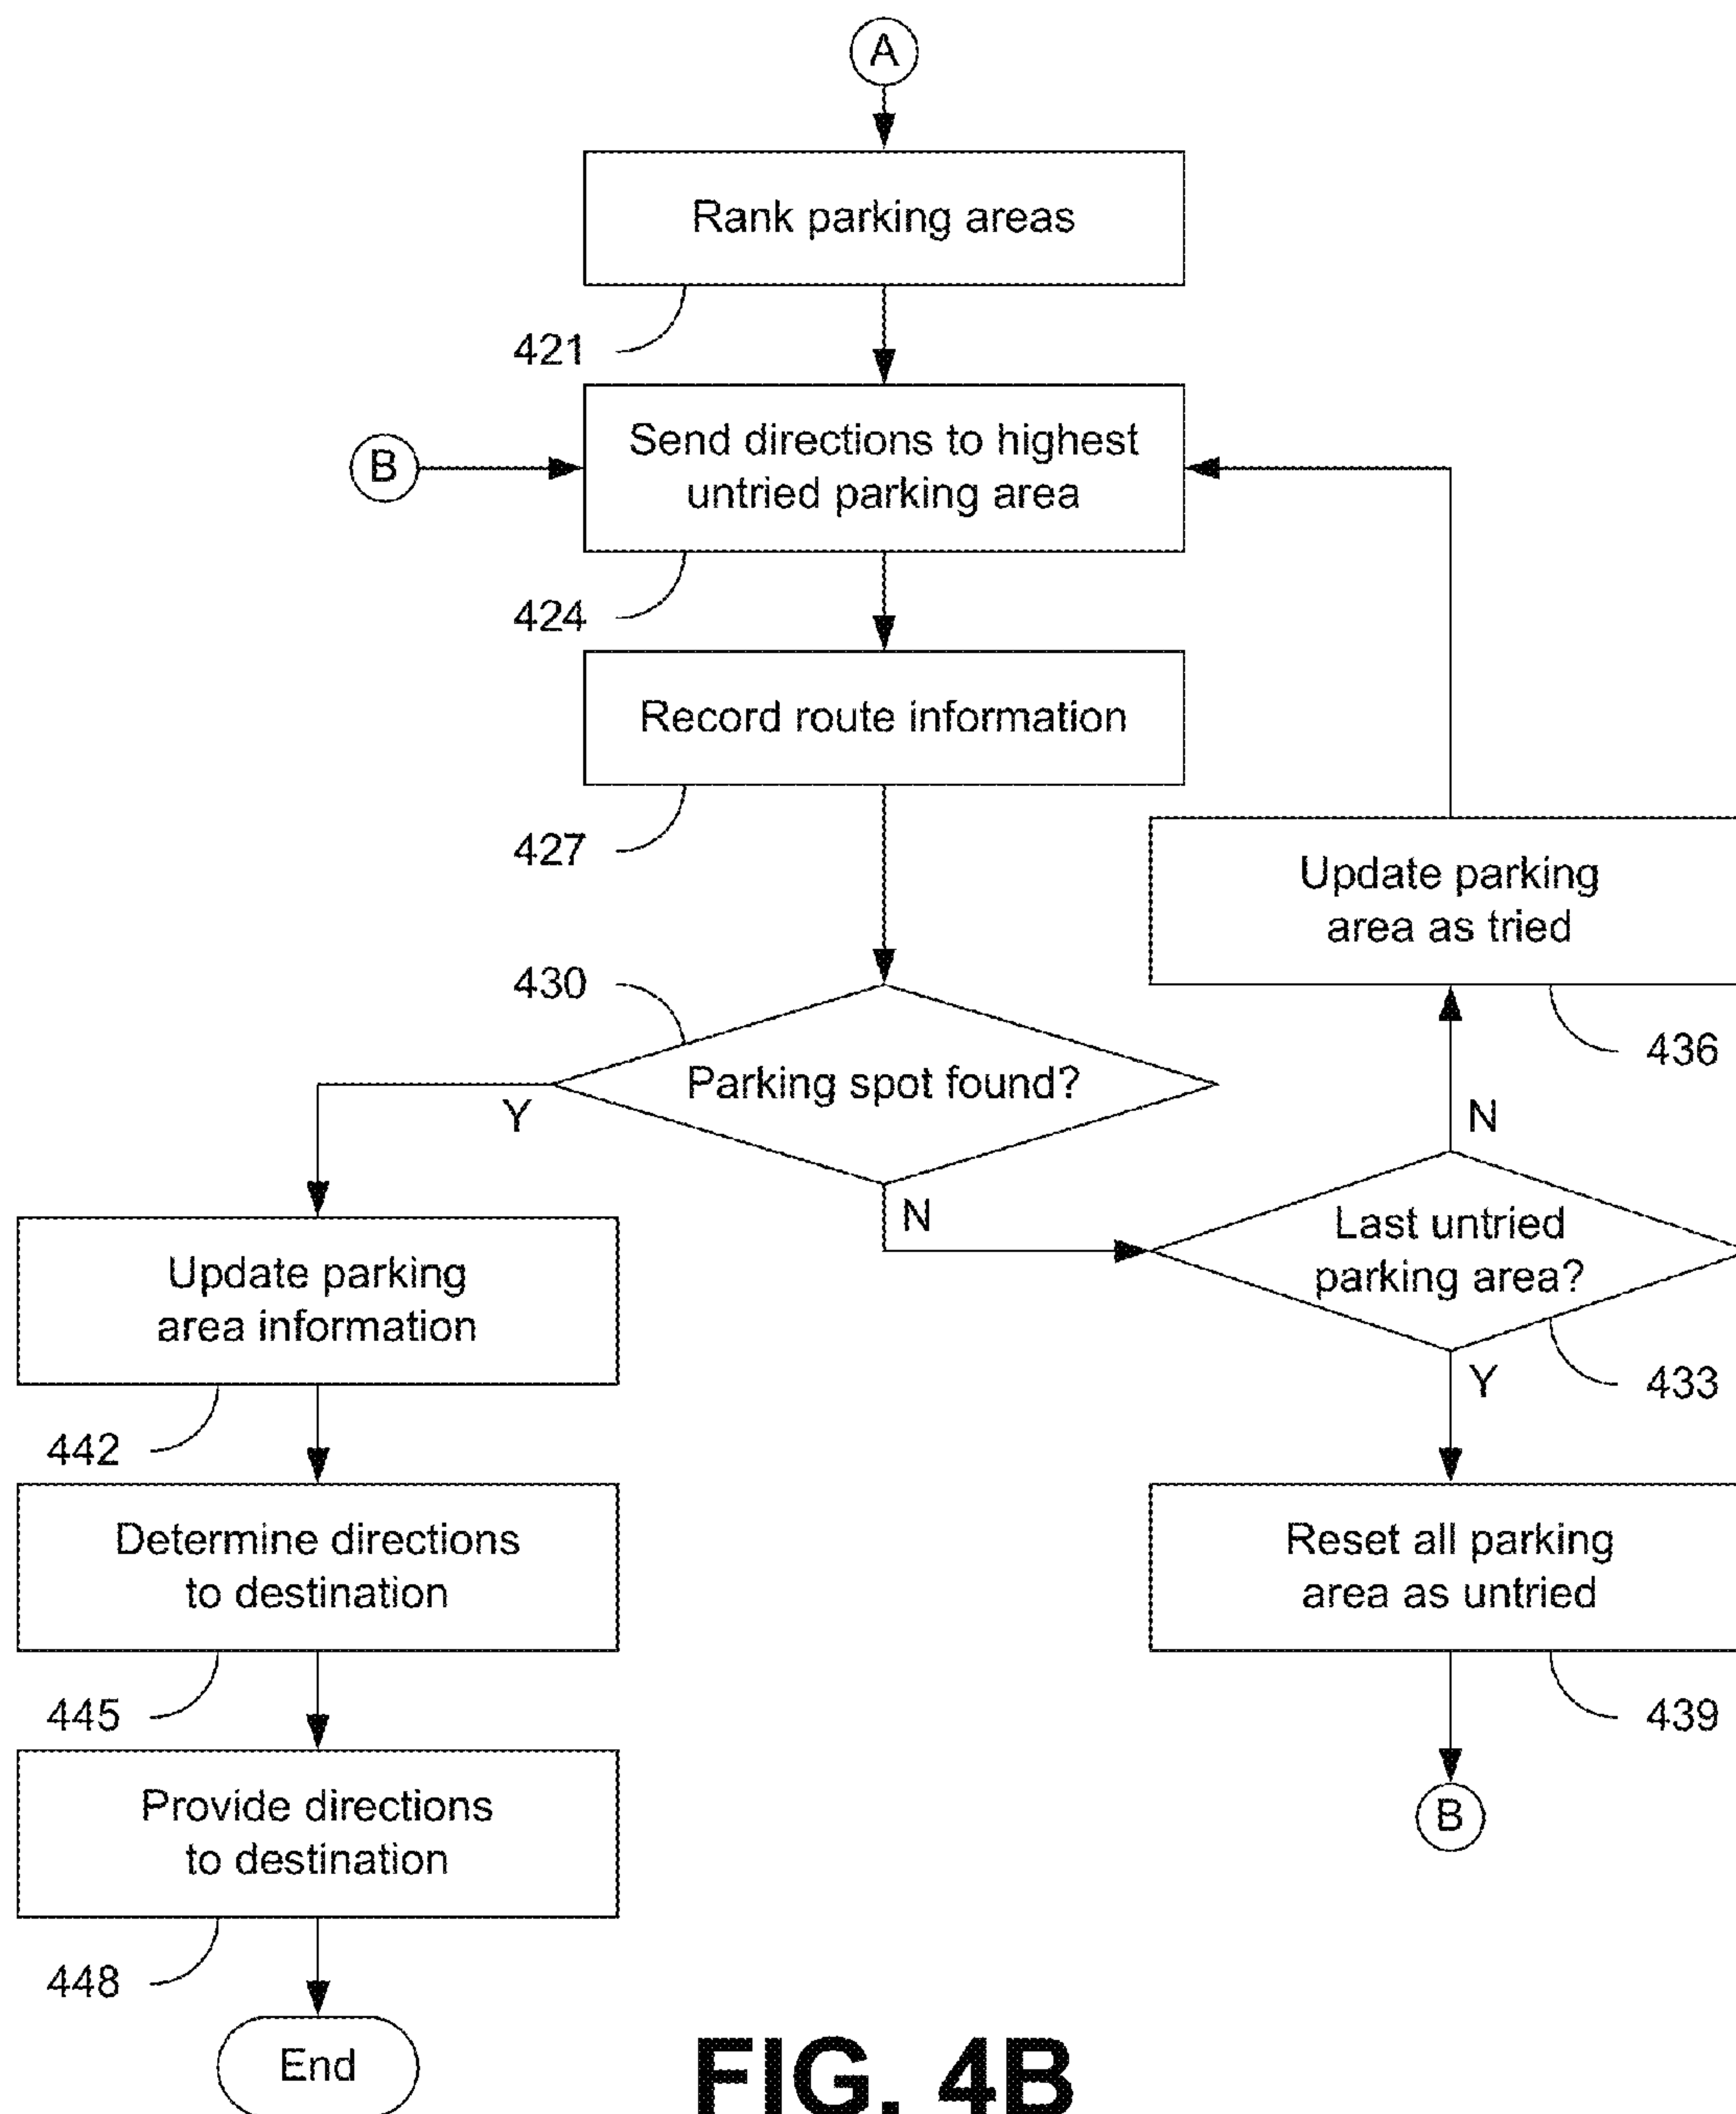 A
Rank parking areas
421
B
Send directions to highest
untried parking area
424
Record route information
427
Update parking
area as tried
436
430
Parking spot found?
Y
N
N
Last untried
parking area?
433
Y
Update parking
area information
442
Determine directions
to destination
445
Reset all parking
area as untried
439
Provide directions
to destination
448
B
End
FIG. 4B